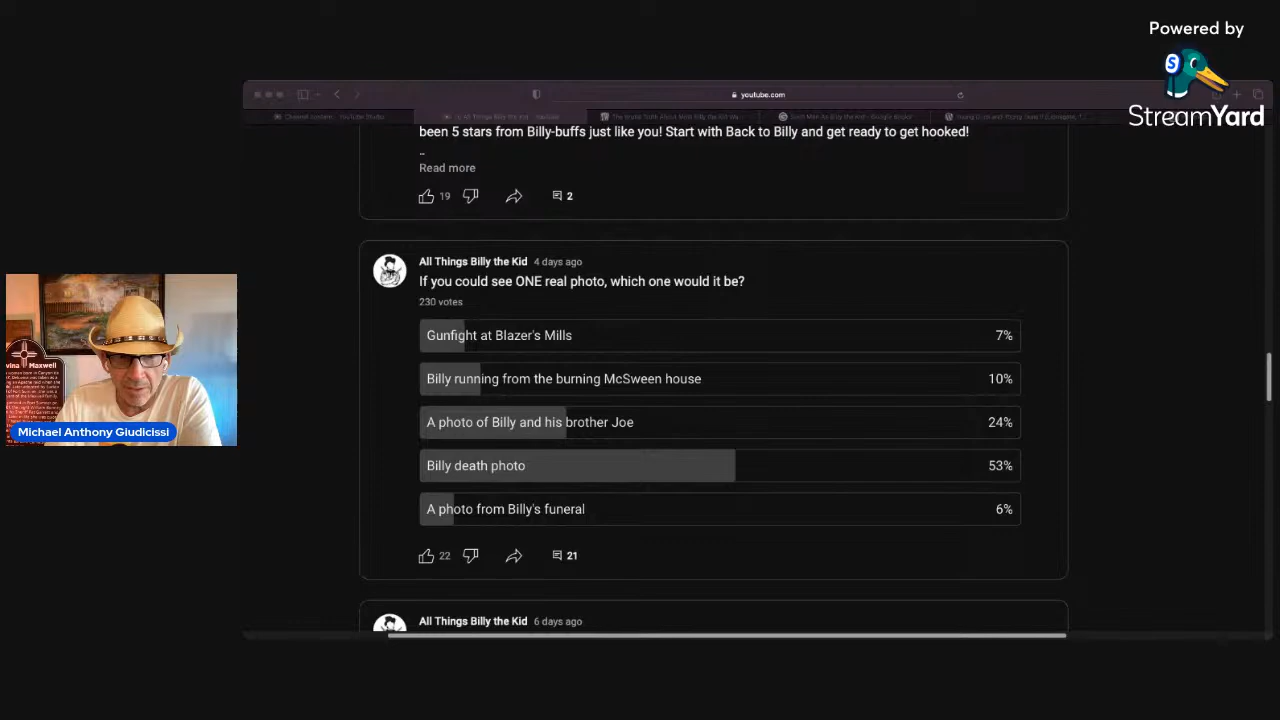 Powered by
StreamYard
youtube.com
been 5 stars from Billy-buffs just like you! Start with Back to Billy and get ready to get hooked!
..
Read more
19
2
All Things Billy the Kid 4 days ago
If you could see ONE real photo, which one would it be?
230 votes
Gunfight at Blazer's Mills 7%
Billy running from the burning McSween house 10%
A photo of Billy and his brother Joe 24%
Billy death photo 53%
A photo from Billy's funeral 6%
22
21
All Things Billy the Kid 6 days ago
Maxwell
Michael Anthony Giudicissi